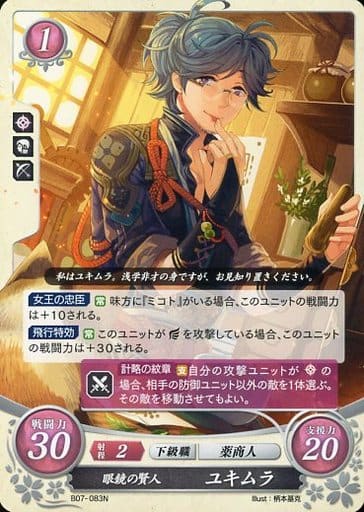 1
私はユキムラ。浅学非才の身ですが、お見知り置きください。
女王の忠臣 常 味方に『ミコト』がいる場合、このユニットの戦闘力
は+10される。
飛行特効 常 このユニットが を攻撃している場合、このユニット
の戦闘力は+30される。
計略の紋章 支 自分の攻撃ユニットが の
場合、相手の防御ユニット以外の敵を1体選ぶ。
その敵を移動させてもよい。
戦闘力
30
射程 2
下級職
薬商人
支援力
20
眼鏡の賢人 ユキムラ
B07-083N
Illust:柄本基克